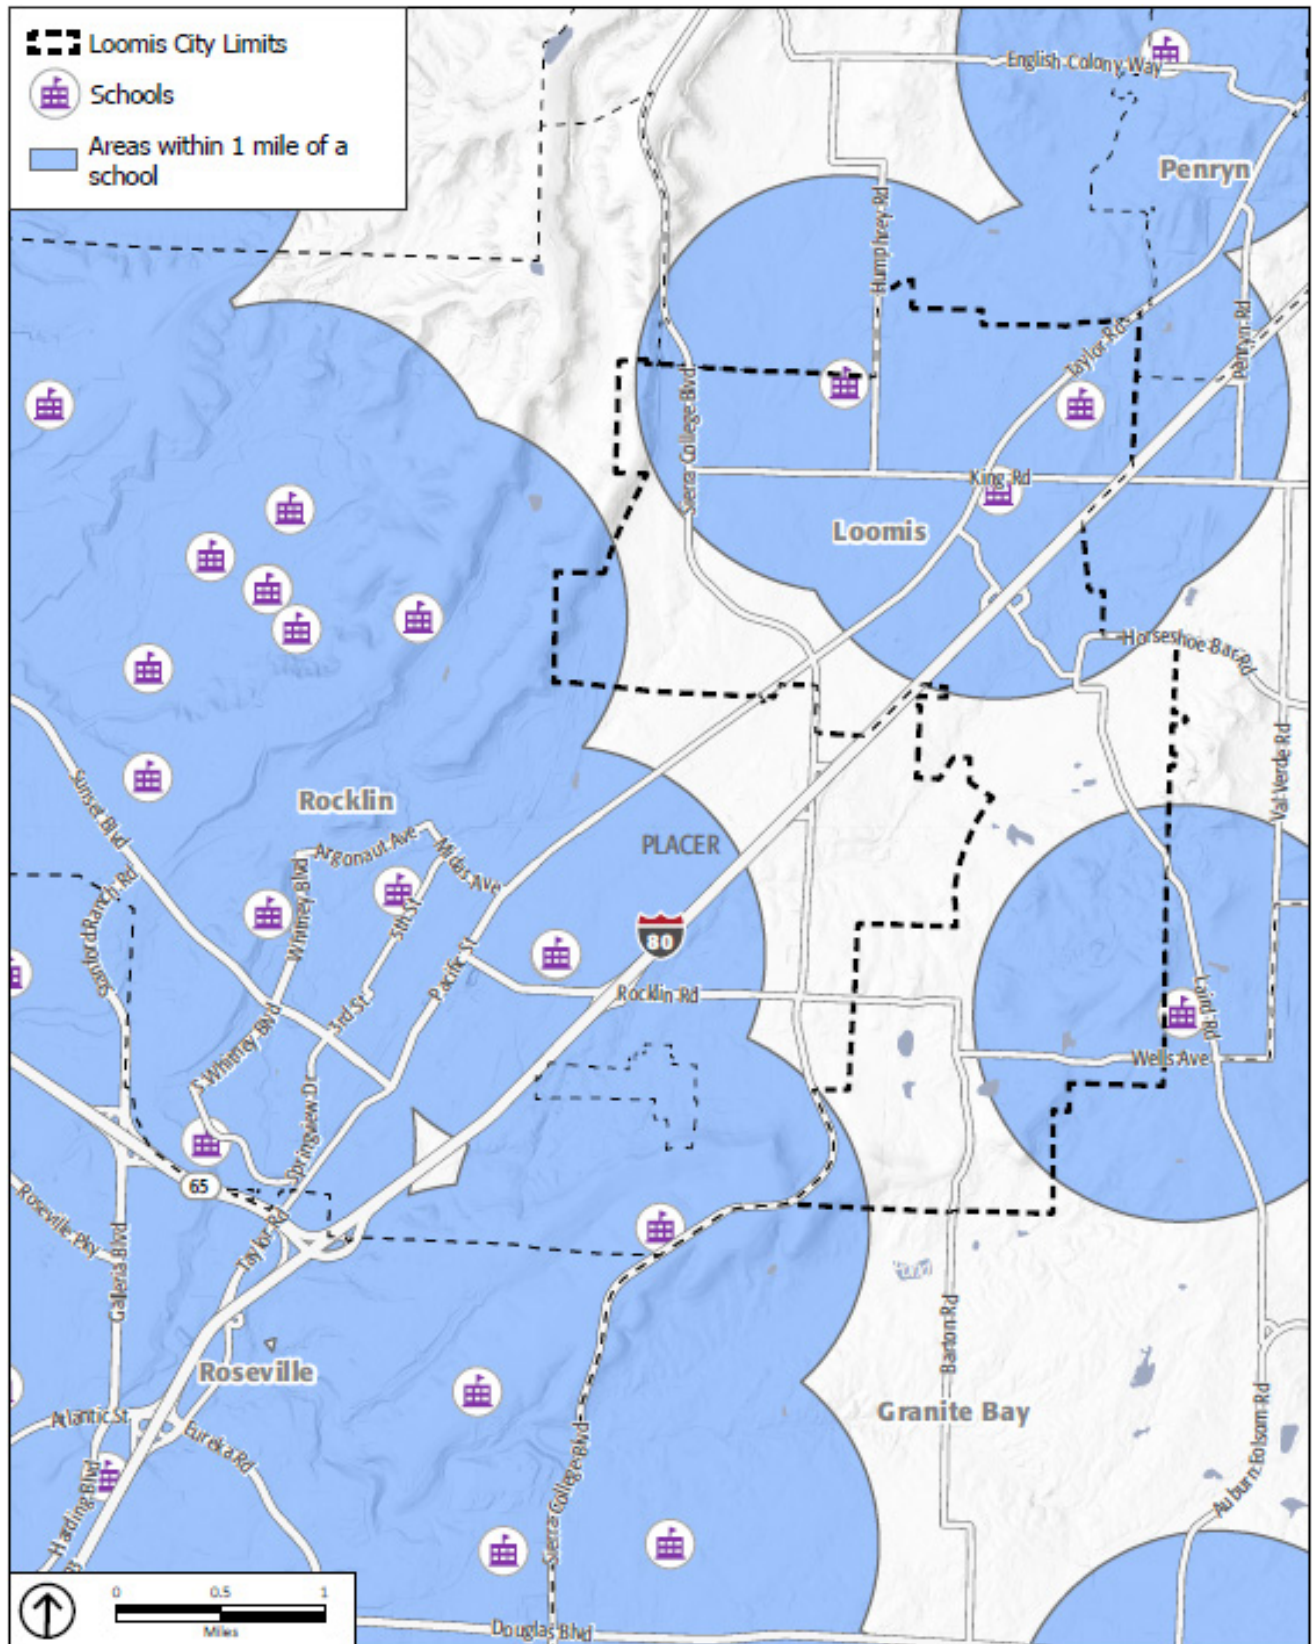 Loomis City Limits
Schools
Areas within 1 mile of a
school
English Colony Way
Penryn
Humphrey Rd
Taylor Rd
Penryn Rd
Sierra College Blvd
King Rd
Loomis
Horseshoe Bar Rd
Val Verde Rd
Sunset Blvd
Rocklin
Argonaut Ave
Midas Ave
PLACER
Stanford Ranch Rd
Whitney Blvd
5th St
80
Pacific St
Rocklin Rd
3rd St
Laird Rd
S Whitney Blvd
Wells Ave
Springview Dr
65
Roseville Pky
Galleria Blvd
Taylor Rd
Barton Rd
Roseville
Granite Bay
Atlantic St
Eureka Rd
Sierra College Blvd
Auburn Folsom Rd
Harding Blvd
0 0.5 1
Miles
Douglas Blvd